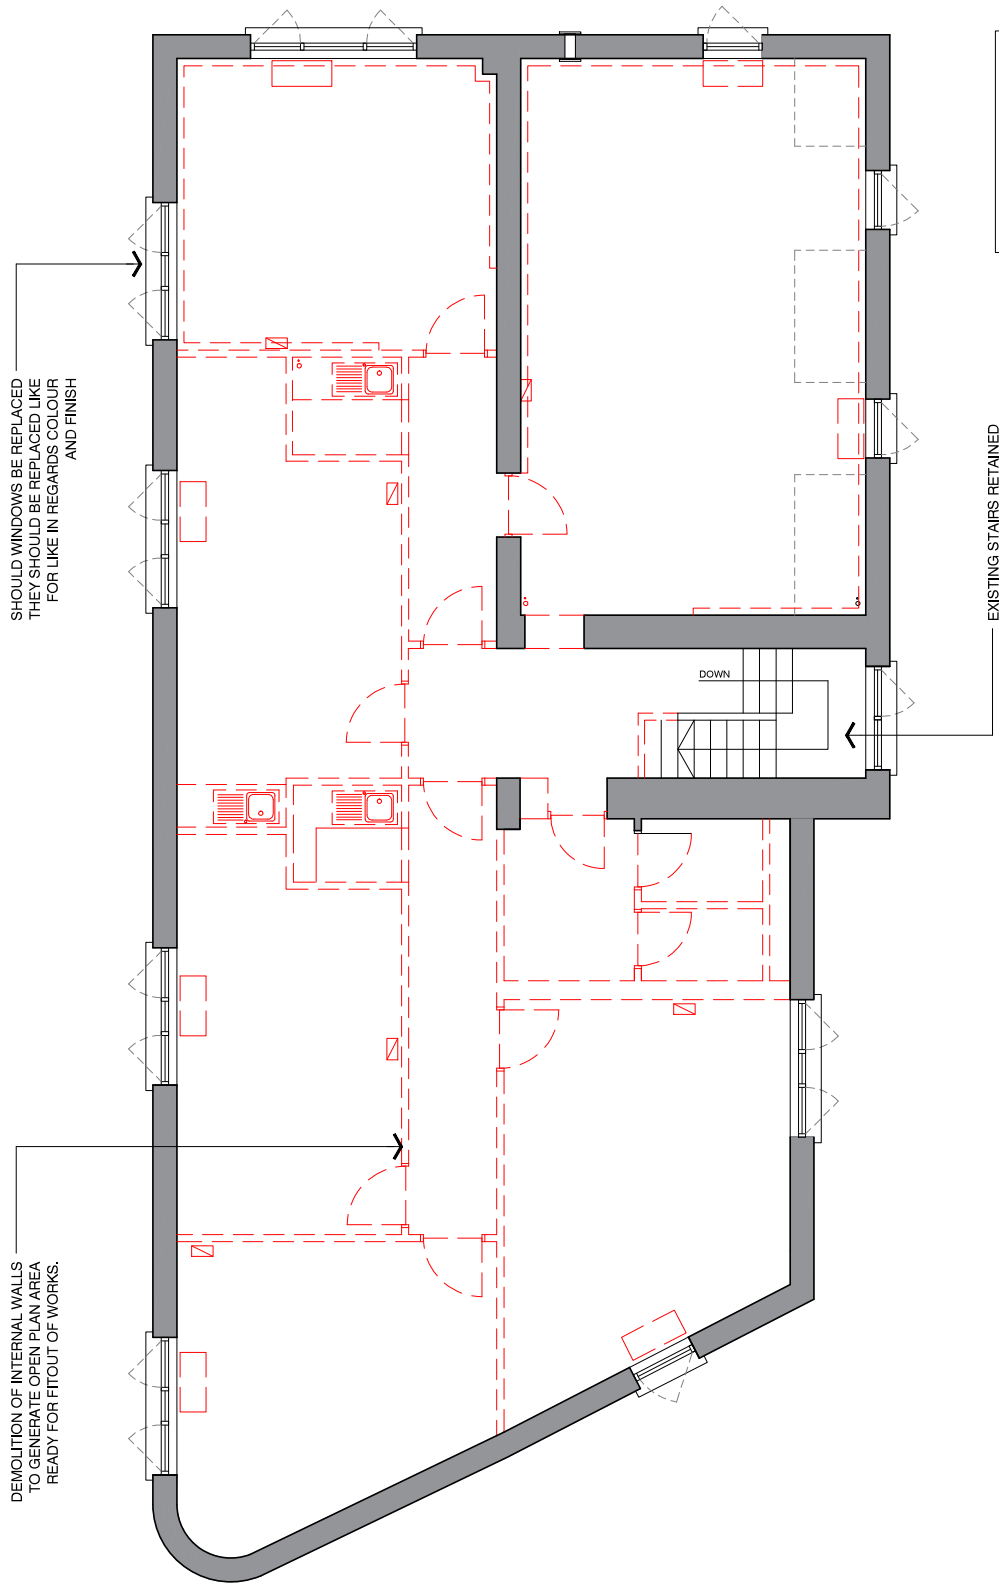 SHOULD WINDOWS BE REPLACED
THEY SHOULD BE REPLACED LIKE
FOR LIKE IN REGARDS COLOUR
AND FINISH
EXISTING STAIRS RETAINED
DOWN
DEMOLITION OF INTERNAL WALLS
TO GENERATE OPEN PLAN AREA
READY FOR FITOUT OF WORKS.